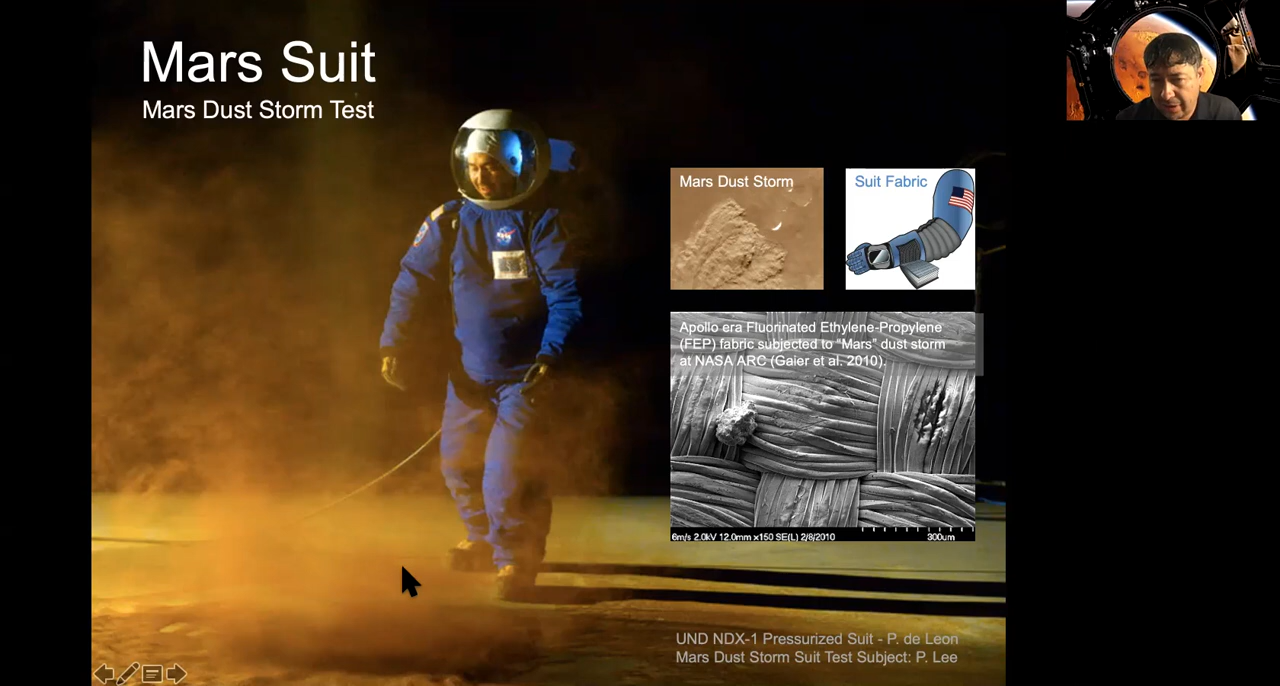 Mars Suit
Mars Dust Storm Test
Mars Dust Storm
Suit Fabric
Apollo era Fluorinated Ethylene-Propylene
(FEP) fabric subjected to “Mars” dust storm
at NASA ARC (Gaier et al. 2010).
6m/s 2.0kV 12.0mm x150 SE(L) 2/8/2010
300um
UND NDX-1 Pressurized Suit - P. de Leon
Mars Dust Storm Suit Test Subject: P. Lee